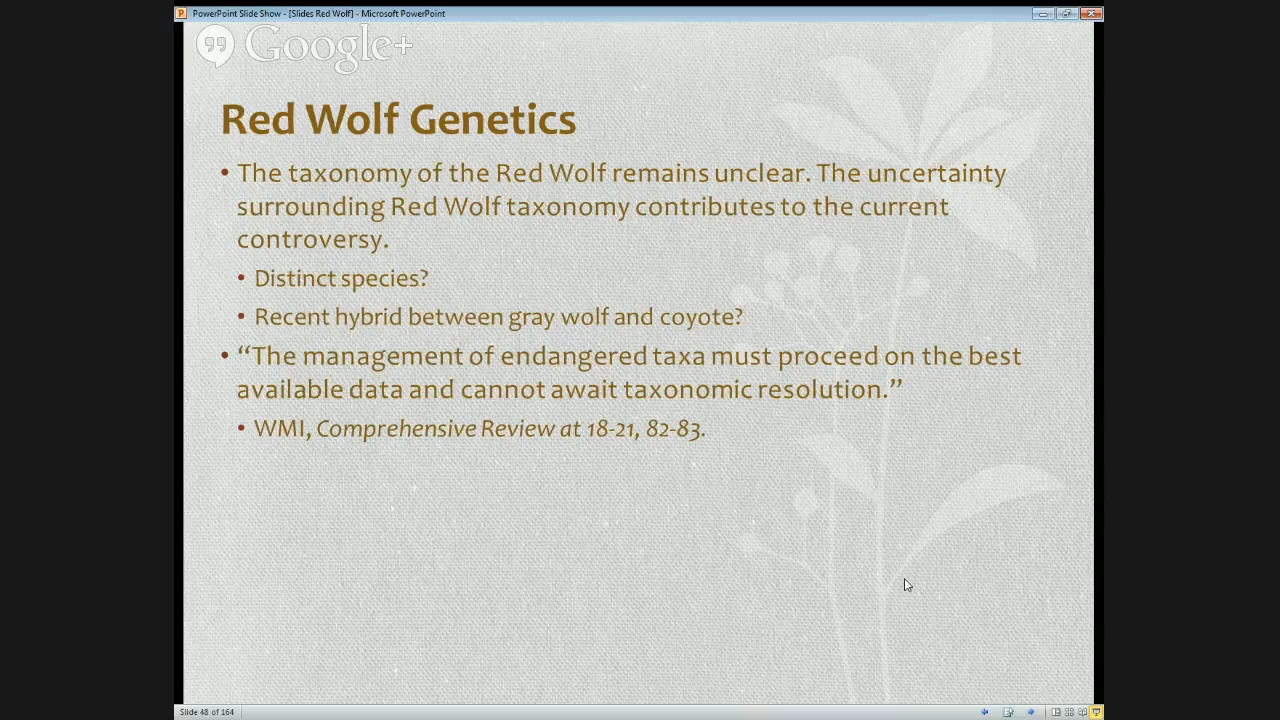 PowerPoint Slide Show - [Slides Red Wolf] - Microsoft PowerPoint
Google+
Red Wolf Genetics
• The taxonomy of the Red Wolf remains unclear. The uncertainty
surrounding Red Wolf taxonomy contributes to the current
controversy.
• Distinct species?
• Recent hybrid between gray wolf and coyote?
• “The management of endangered taxa must proceed on the best
available data and cannot await taxonomic resolution.”
• WMI, Comprehensive Review at 18-21, 82-83.
Slide 48 of 164